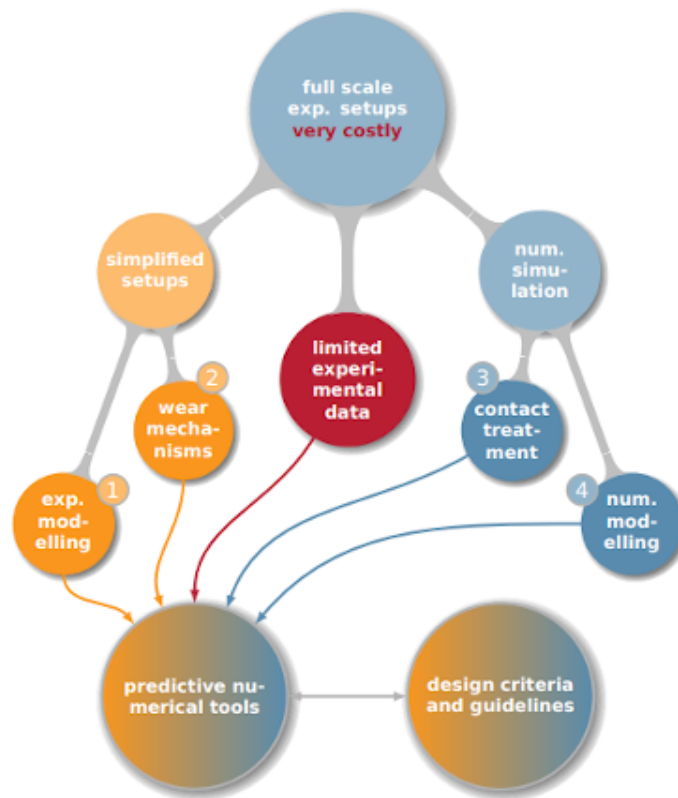 full scale
exp. setups
very costly
simplified
setups
num.
simu-
lation
limited
experi-
mental
data
2
wear
mecha-
nisms
3
contact
treat-
ment
1
exp.
mod-
elling
4
num.
mod-
elling
predictive nu-
merical tools
design criteria
and guidelines